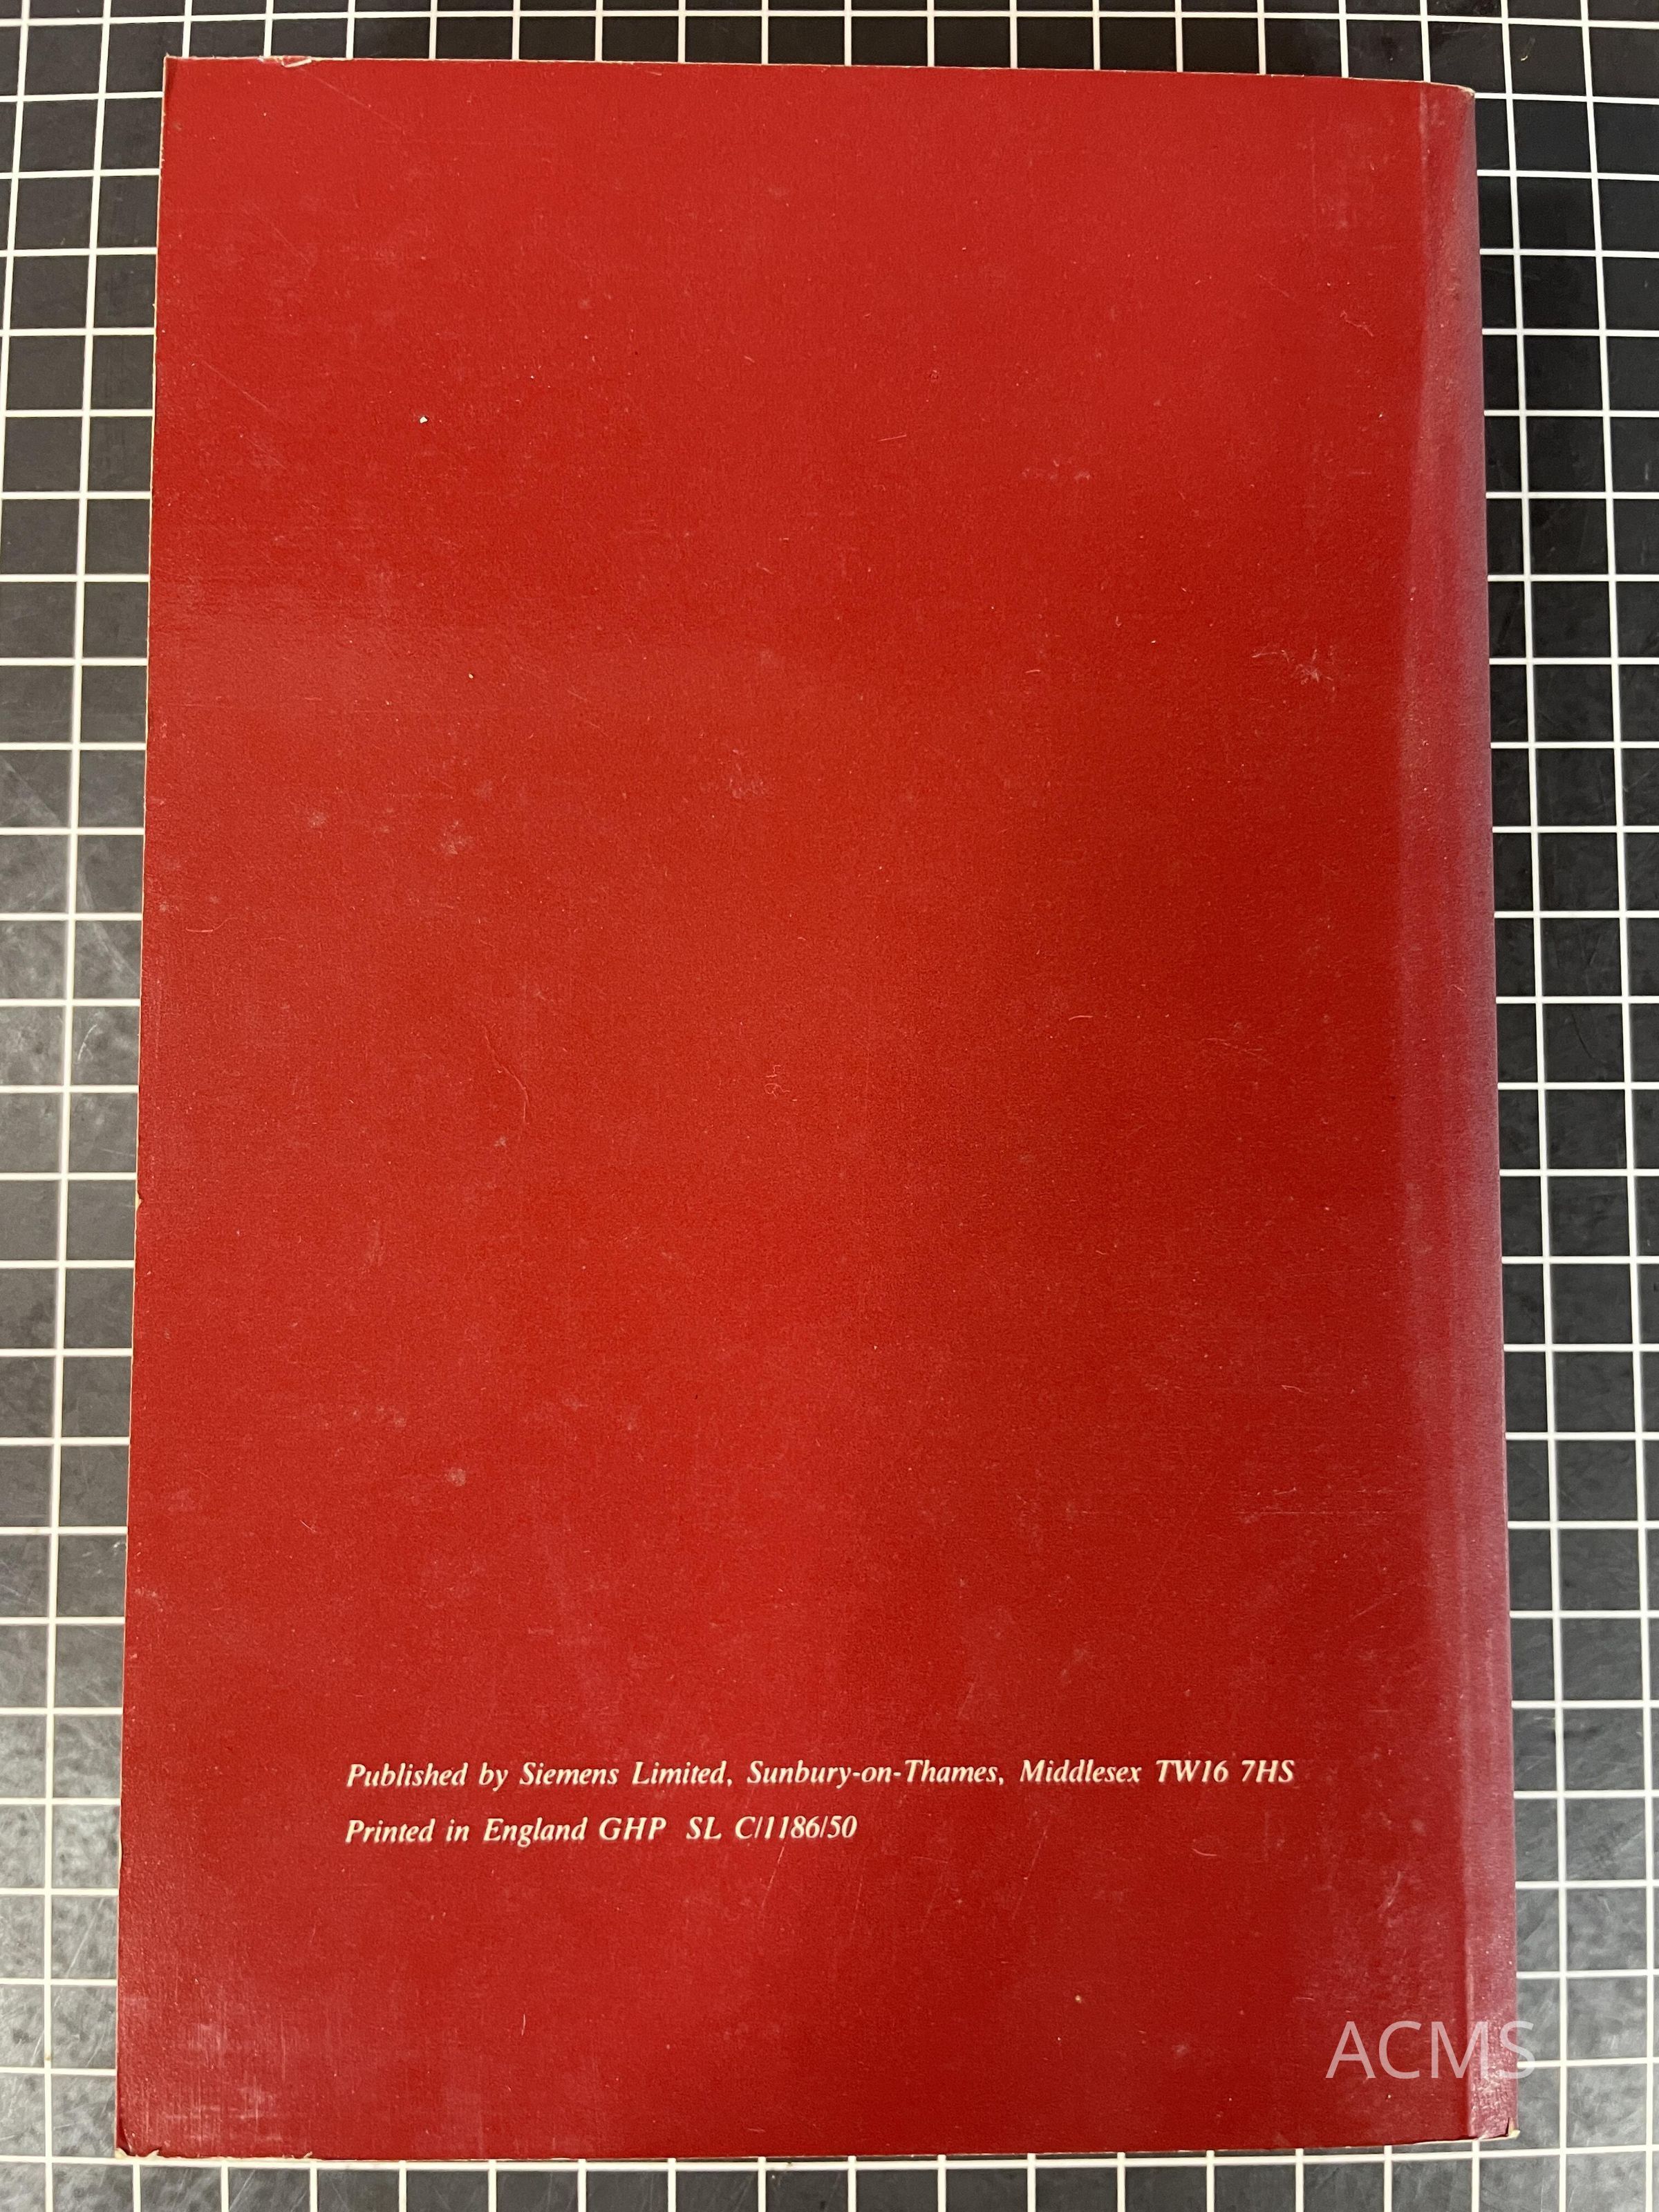 Published by Siemens Limited, Sunbury-on-Thames, Middlesex TW16 7HS
Printed in England GHP SL C/1186/50
ACMS